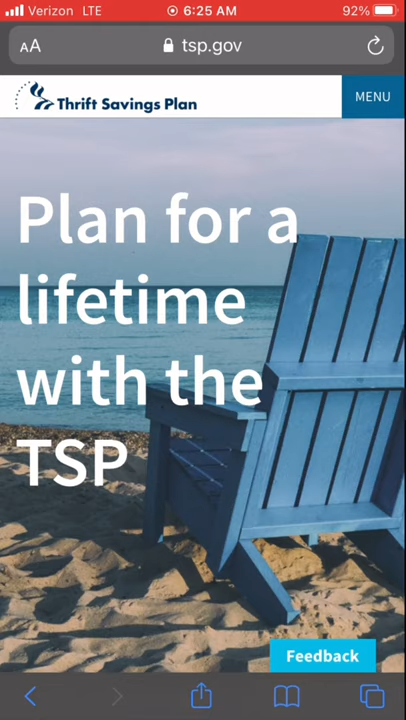 Verizon LTE 6:25 AM 92%
AA tsp.gov
Thrift Savings Plan MENU
Plan for a
lifetime
with the
TSP
Feedback